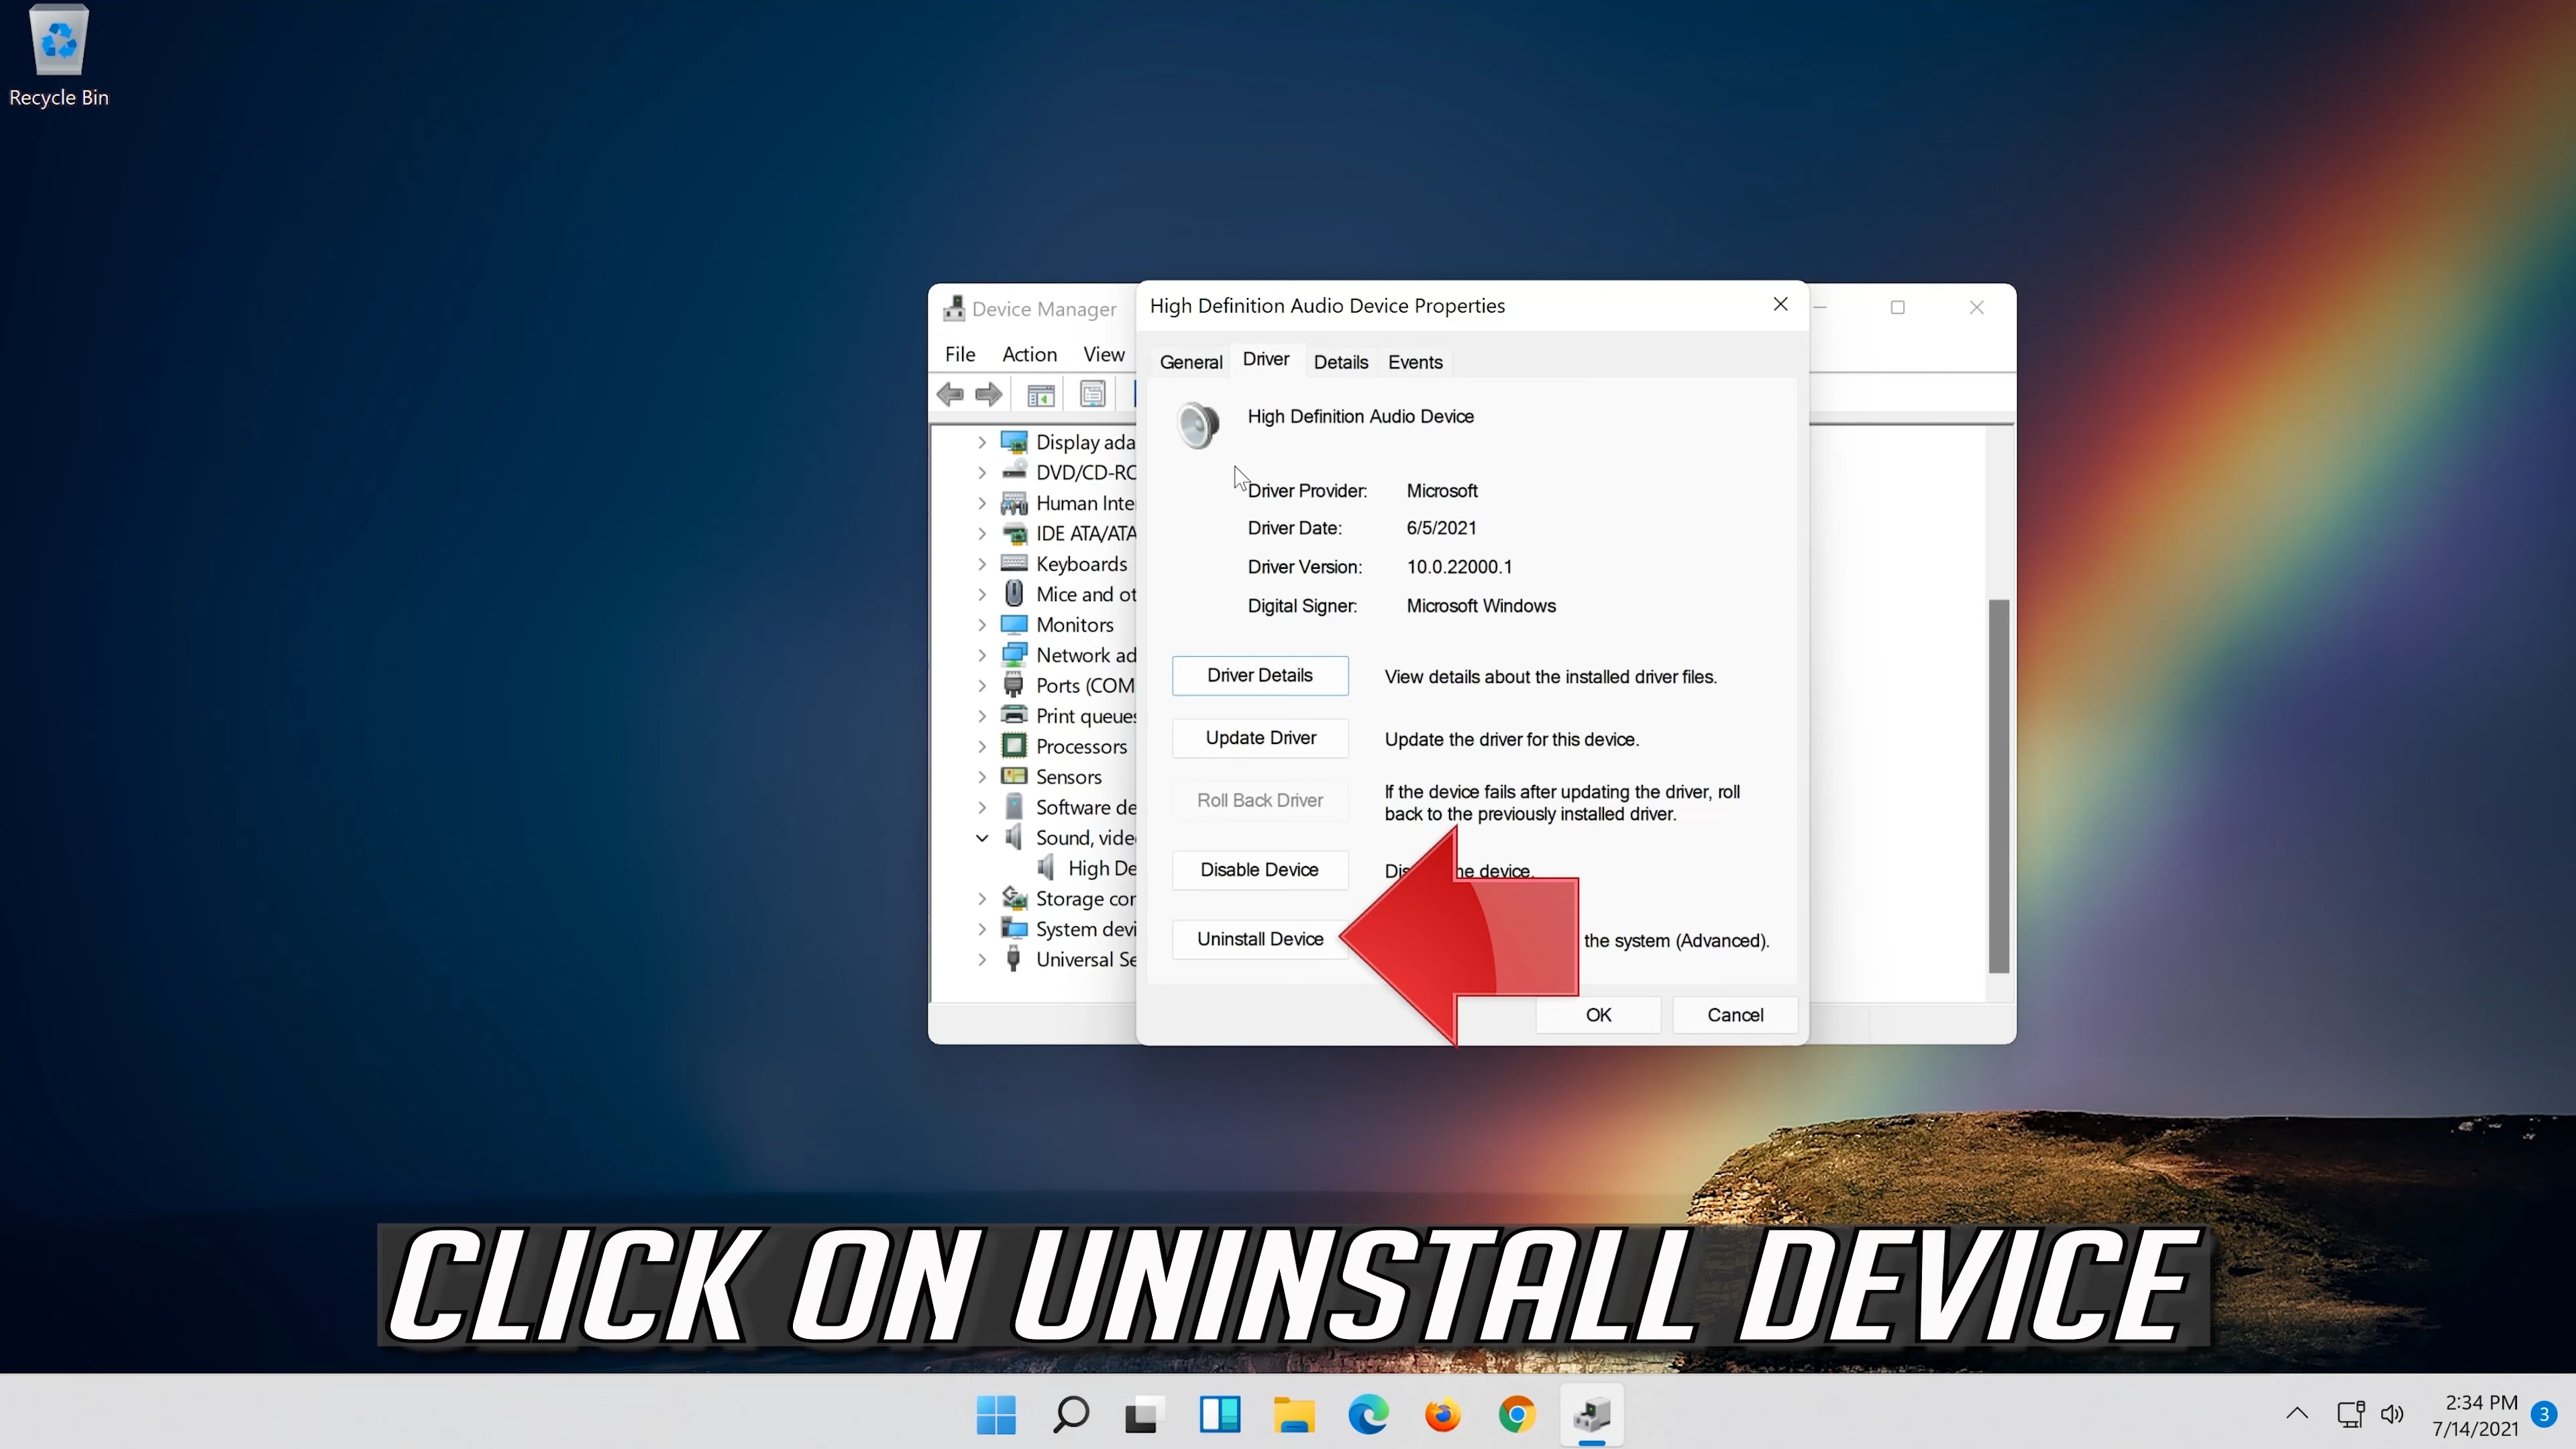 Recycle Bin
Device Manager
File Action View
Display ada
DVD/CD-RO
Human Inte
IDE ATA/ATA
Keyboards
Mice and ot
Monitors
Network ad
Ports (COM
Print queues
Processors
Sensors
Software de
Sound, vide
High De
Storage con
System devi
Universal Se
High Definition Audio Device Properties
General Driver Details Events
High Definition Audio Device
Driver Provider: Microsoft
Driver Date: 6/5/2021
Driver Version: 10.0.22000.1
Digital Signer: Microsoft Windows
Driver Details View details about the installed driver files.
Update Driver Update the driver for this device.
Roll Back Driver If the device fails after updating the driver, roll
back to the previously installed driver.
Disable Device device.
Uninstall Device the system (Advanced).
OK Cancel
CLICK ON UNINSTALL DEVICE
2:34 PM
7/14/2021
3